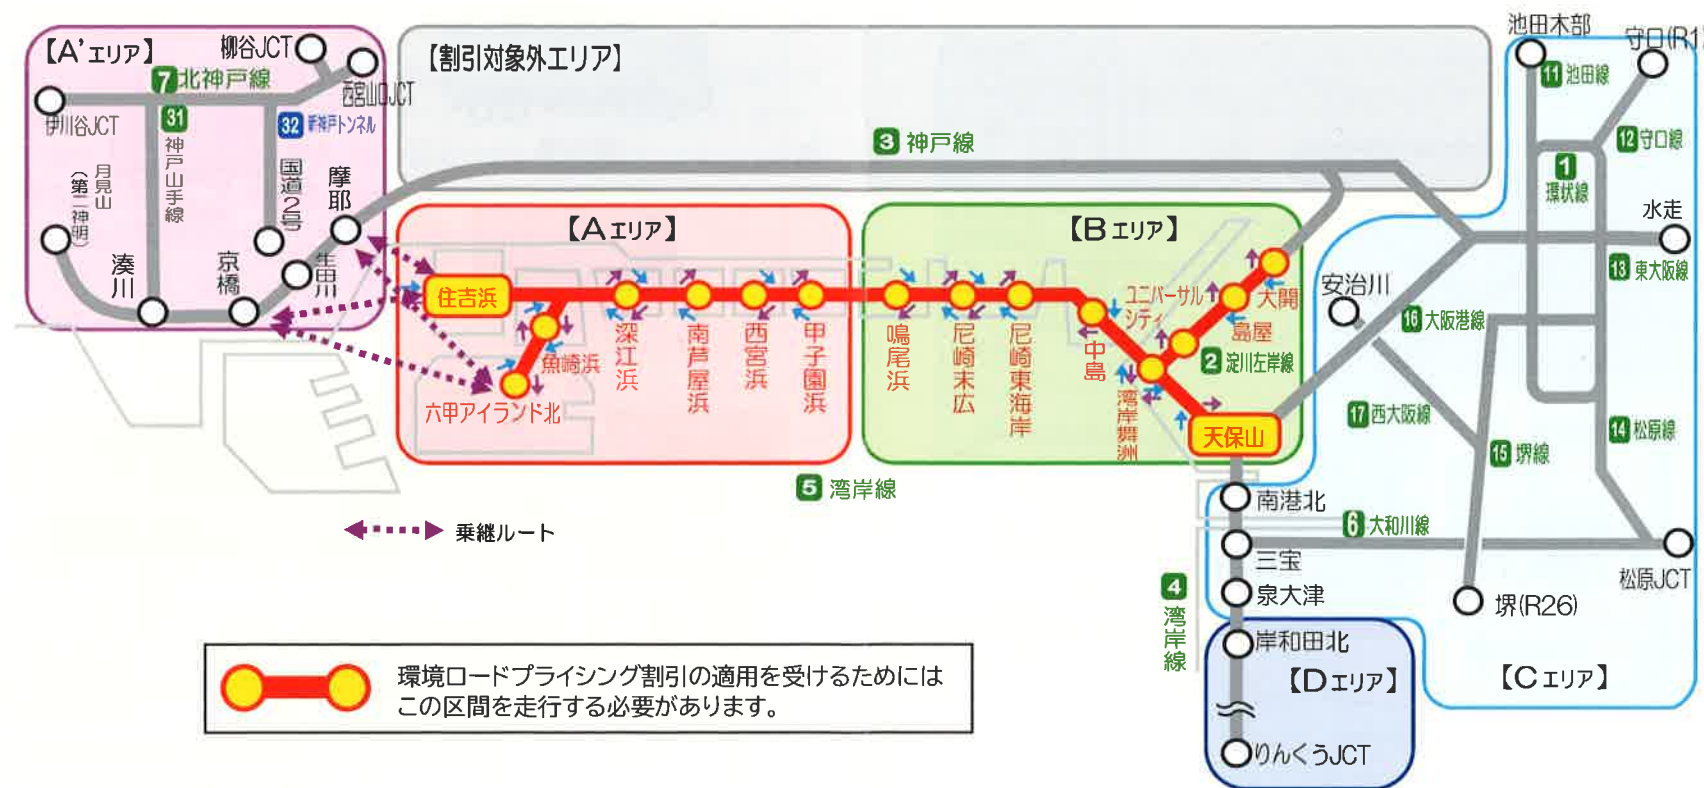 【A'エリア】
柳谷JCT
7 北神戸線
西宮山口JCT
伊川谷JCT
31 神戸山手線
32 新神戸トンネル
月見山
(第二神明)
国道2号
摩耶
湊川
京橋
生田川
【割引対象外エリア】
3 神戸線
【Aエリア】
住吉浜
魚崎浜
六甲アイランド北
深江浜
南芦屋浜
西宮浜
甲子園浜
【Bエリア】
鳴尾浜
尼崎末広
尼崎東海岸
中島
ユニバーサル
シティ
湾岸舞洲
大開
島屋
2 淀川左岸線
天保山
5 湾岸線
乗継ルート
池田木部
守口(R1)
11 池田線
12 守口線
1
環状線
水走
13 東大阪線
安治川
16 大阪港線
17 西大阪線
15 堺線
14 松原線
南港北
6 大和川線
三宝
松原JCT
泉大津
堺(R26)
4
湾岸線
岸和田北
【Dエリア】
【Cエリア】
りんくうJCT
環境ロードプライシング割引の適用を受けるためには
この区間を走行する必要があります。